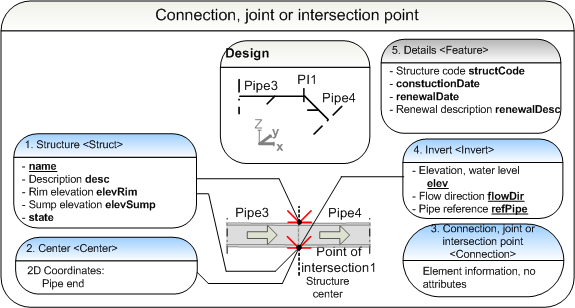 Connection, joint or intersection point
Design
Pipe3
PI1
Pipe4
Z
y
x
5. Details <Feature>
- Structure code structCode
- constuctionDate
- renewalDate
- Renewal description renewalDesc
1. Structure <Struct>
- name
- Description desc
- Rim elevation elevRim
- Sump elevation elevSump
- state
4. Invert <Invert>
- Elevation, water level
elev
- Flow direction flowDir
- Pipe reference refPipe
2. Center <Center>
2D Coordinates:
Pipe end
Pipe3
Pipe4
Point of
intersection1
Structure
center
3. Connection, joint or
intersection point
<Connection>
Element information, no
attributes